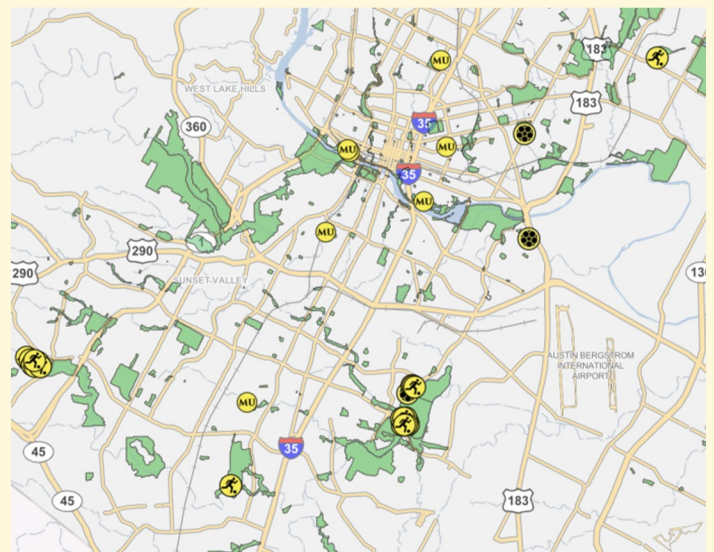 MU
183
WEST LAKE HILLS
183
360
35
MU
MU
35
MU
MU
1
290
290
SUNSET VALLEY
130
AUSTIN BERGSTROM
INTERNATIONAL
AIRPORT
MU
35
45
45
183